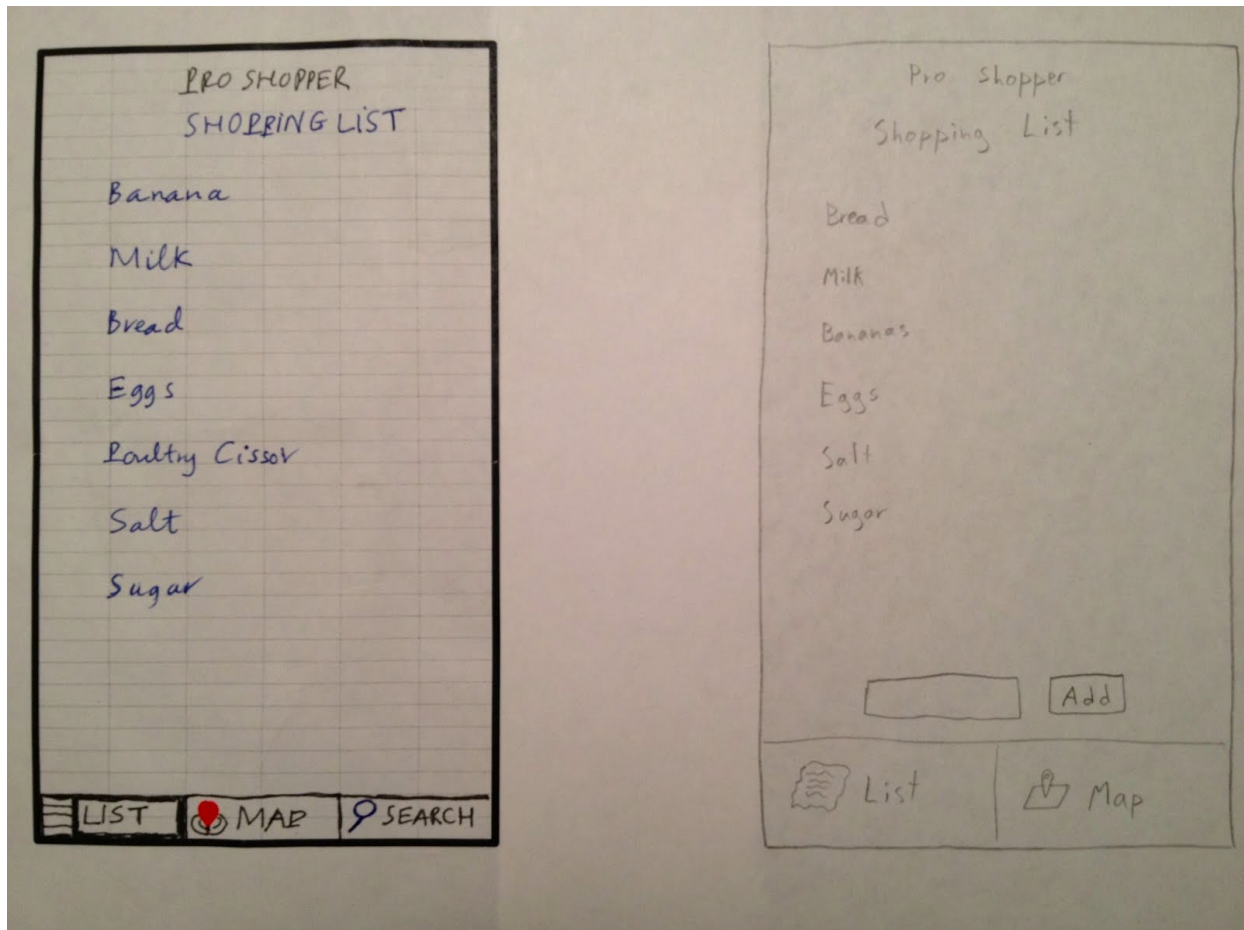 PRO SHOPPER
SHOPPING LIST
Banana
Milk
Bread
Eggs
Poultry Cissor
Salt
Sugar
LIST
MAP
SEARCH
Pro Shopper
Shopping List
Bread
Milk
Bananas
Eggs
Salt
Sugar
Add
List
Map